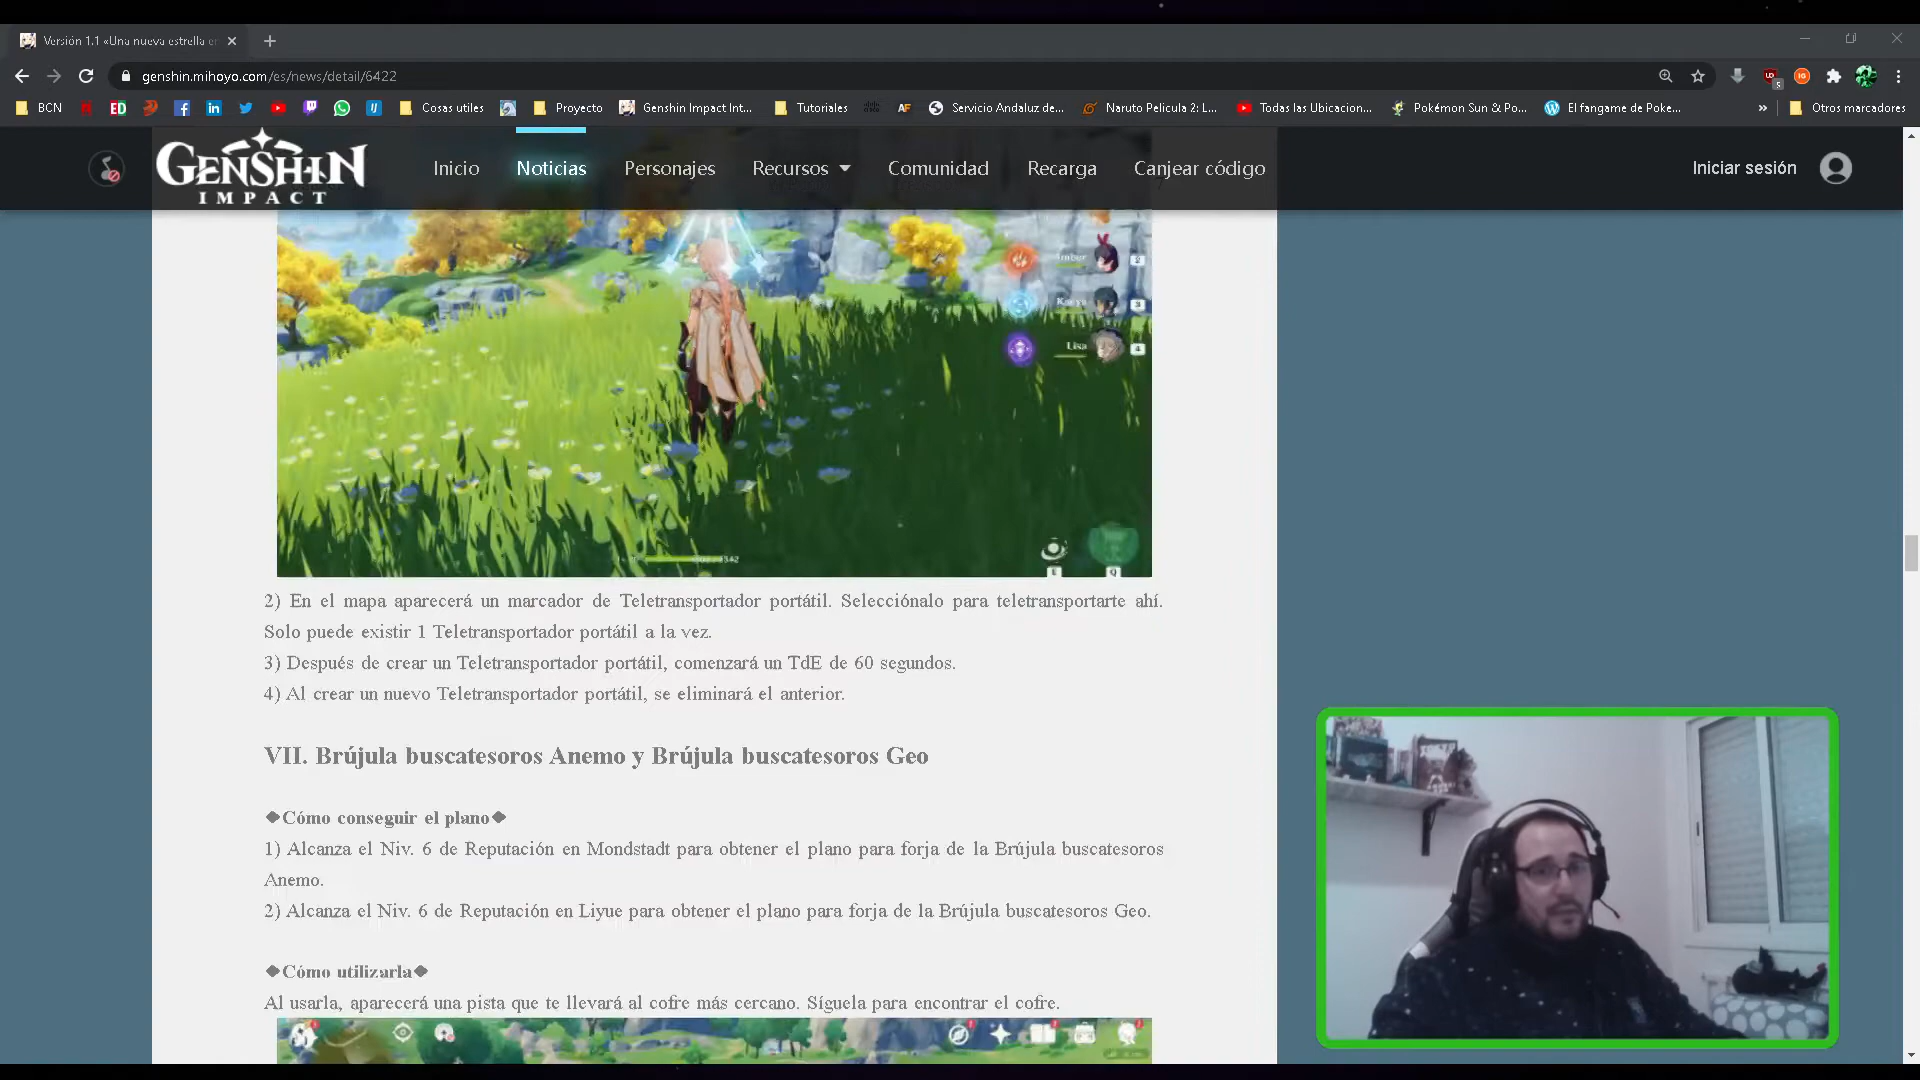 Versión 1.1 «Una nueva estrella e
genshin.mihoyo.com/es/news/detail/6422
BCN
Cosas utiles
Proyecto
Genshin Impact Int...
Tutoriales
AF
Servicio Andaluz de...
Naruto Pelicula 2: L...
Todas las Ubicacion...
Pokémon Sun & Po...
El fangame de Poke...
»
Otros marcadores
GENSHIN
IMPACT
Inicio
Noticias
Personajes
Recursos
Comunidad
Recarga
Canjear código
Iniciar sesión
Amber
2
Kaeya
3
Lisa
4
E
Q
2) En el mapa aparecerá un marcador de Teletransportador portátil. Selecciónalo para teletransportarte ahí.
Solo puede existir 1 Teletransportador portátil a la vez.
3) Después de crear un Teletransportador portátil, comenzará un TdE de 60 segundos.
4) Al crear un nuevo Teletransportador portátil, se eliminará el anterior.
VII. Brújula buscatesoros Anemo y Brújula buscatesoros Geo
◆Cómo conseguir el plano◆
1) Alcanza el Niv. 6 de Reputación en Mondstadt para obtener el plano para forja de la Brújula buscatesoros
Anemo.
2) Alcanza el Niv. 6 de Reputación en Liyue para obtener el plano para forja de la Brújula buscatesoros Geo.
◆Cómo utilizarla◆
Al usarla, aparecerá una pista que te llevará al cofre más cercano. Síguela para encontrar el cofre.